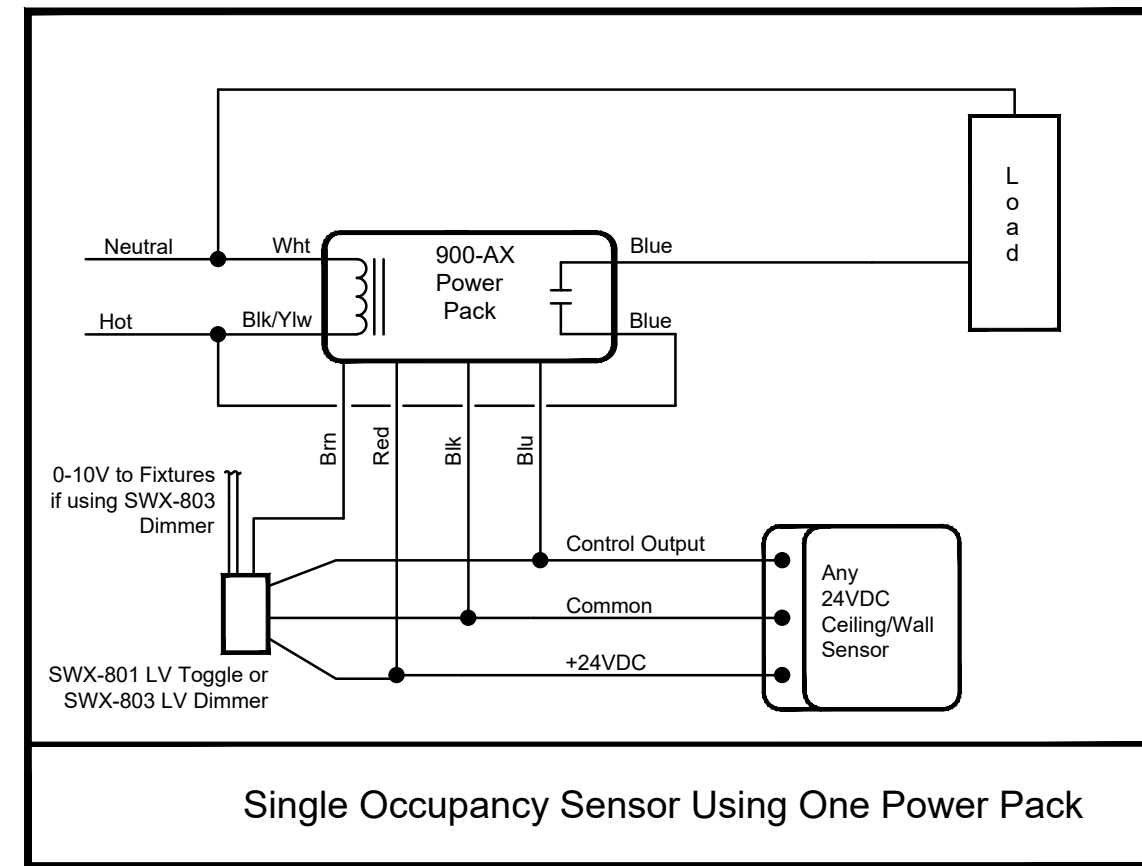 L
o
a
d
Neutral
Wht
900-AX
Power
Pack
Blue
Hot
Blk/Ylw
Blue
Brn
Red
Blk
Blu
0-10V to Fixtures
if using SWX-803
Dimmer
Control Output
Common
+24VDC
Any
24VDC
Ceiling/Wall
Sensor
SWX-801 LV Toggle or
SWX-803 LV Dimmer
Single Occupancy Sensor Using One Power Pack